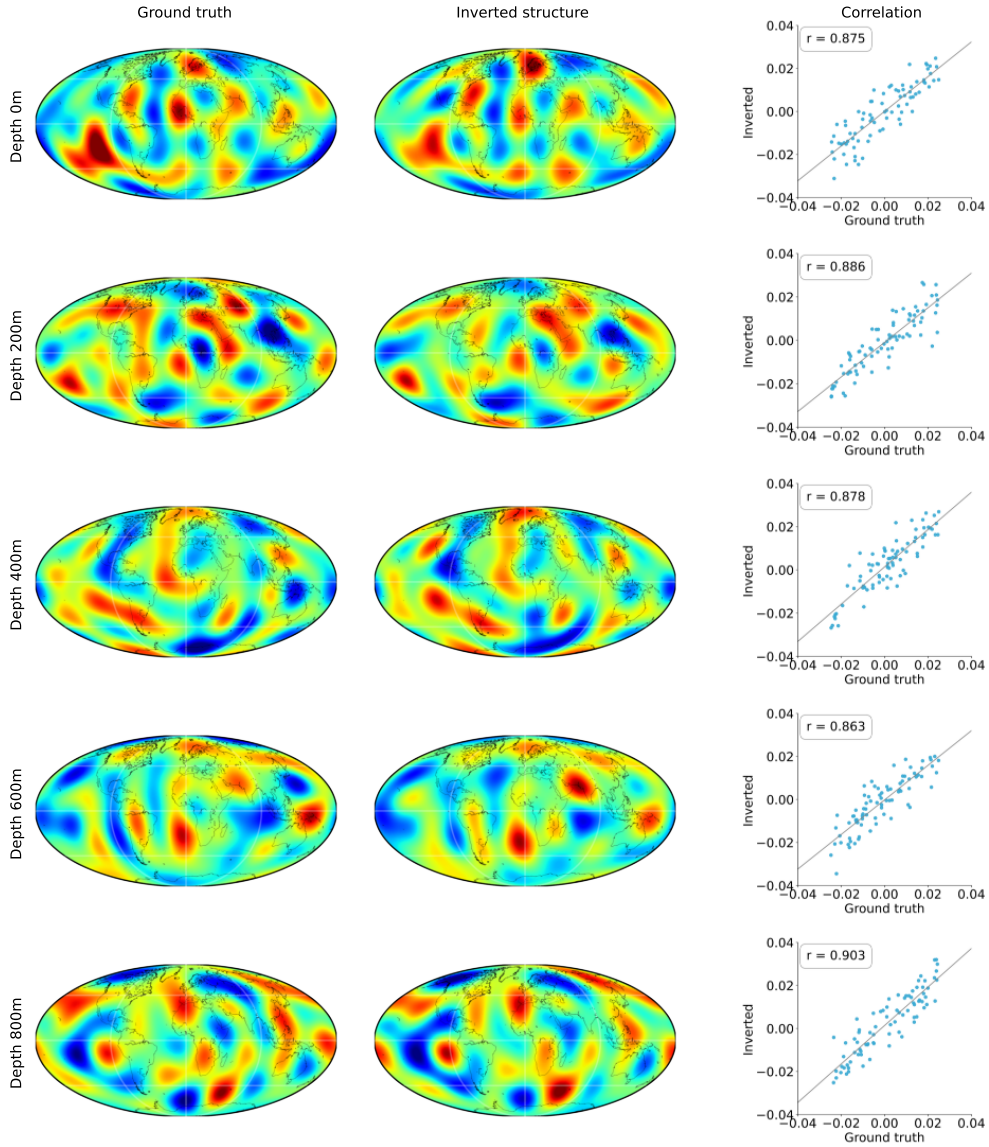 Ground truth Inverted structure Correlation
Depth 0m
r = 0.875
0.04
0.02
0.00
−0.02
−0.04
Inverted
−0.04 −0.02 0.00 0.02 0.04
Ground truth
Depth 200m
r = 0.886
0.04
0.02
0.00
−0.02
−0.04
Inverted
−0.04 −0.02 0.00 0.02 0.04
Ground truth
Depth 400m
r = 0.878
0.04
0.02
0.00
−0.02
−0.04
Inverted
−0.04 −0.02 0.00 0.02 0.04
Ground truth
Depth 600m
r = 0.863
0.04
0.02
0.00
−0.02
−0.04
Inverted
−0.04 −0.02 0.00 0.02 0.04
Ground truth
Depth 800m
r = 0.903
0.04
0.02
0.00
−0.02
−0.04
Inverted
−0.04 −0.02 0.00 0.02 0.04
Ground truth